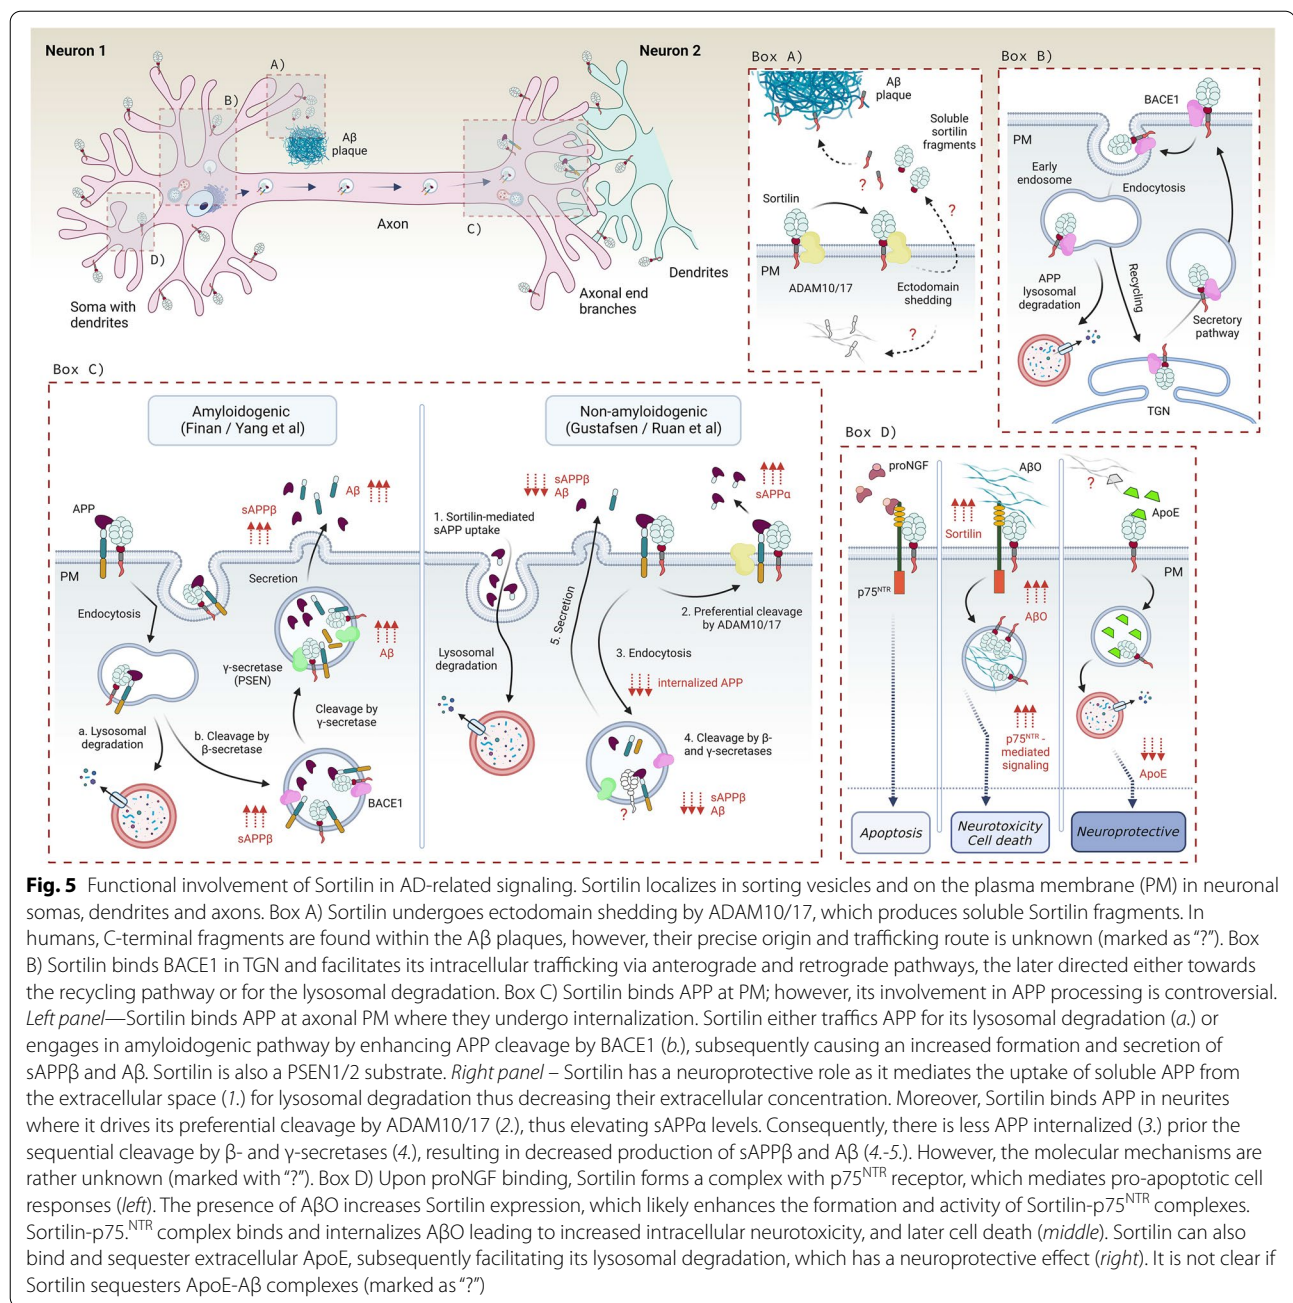 Neuron 1
Neuron 2
A)
B)
Aβ
plaque
Axon
C)
D)
Soma with
dendrites
Axonal end
branches
Dendrites
Box A)
Aβ
plaque
Soluble
sortilin
fragments
?
?
Sortilin
PM
ADAM10/17
Ectodomain
shedding
?
Box B)
BACE1
PM
Early
endosome
Endocytosis
APP
lysosomal
degradation
Recycling
Secretory
pathway
TGN
Box C)
Amyloidogenic
(Finan / Yang et al)
APP
sAPPβ
Aβ
PM
Secretion
Endocytosis
γ-secretase
(PSEN)
Aβ
Cleavage by
γ-secretase
a. Lysosomal
degradation
b. Cleavage by
β-secretase
BACE1
sAPPβ
Non-amyloidogenic
(Gustafsen / Ruan et al)
sAPPβ
Aβ
sAPPα
1. Sortilin-mediated
sAPP uptake
5. Secretion
2. Preferential cleavage
by ADAM10/17
Lysosomal
degradation
3. Endocytosis
internalized APP
4. Cleavage by β-
and γ-secretases
sAPPβ
Aβ
?
Box D)
proNGF
p75NTR
Apoptosis
AβO
Sortilin
AβO
p75NTR -
mediated
signaling
Neurotoxicity
Cell death
?
ApoE
PM
ApoE
Neuroprotective
Fig. 5 Functional involvement of Sortilin in AD-related signaling. Sortilin localizes in sorting vesicles and on the plasma membrane (PM) in neuronal
somas, dendrites and axons. Box A) Sortilin undergoes ectodomain shedding by ADAM10/17, which produces soluble Sortilin fragments. In
humans, C-terminal fragments are found within the Aβ plaques, however, their precise origin and trafficking route is unknown (marked as “?”). Box
B) Sortilin binds BACE1 in TGN and facilitates its intracellular trafficking via anterograde and retrograde pathways, the later directed either towards
the recycling pathway or for the lysosomal degradation. Box C) Sortilin binds APP at PM; however, its involvement in APP processing is controversial.
Left panel—Sortilin binds APP at axonal PM where they undergo internalization. Sortilin either traffics APP for its lysosomal degradation (a.) or
engages in amyloidogenic pathway by enhancing APP cleavage by BACE1 (b.), subsequently causing an increased formation and secretion of
sAPPβ and Aβ. Sortilin is also a PSEN1/2 substrate. Right panel – Sortilin has a neuroprotective role as it mediates the uptake of soluble APP from
the extracellular space (1.) for lysosomal degradation thus decreasing their extracellular concentration. Moreover, Sortilin binds APP in neurites
where it drives its preferential cleavage by ADAM10/17 (2.), thus elevating sAPPα levels. Consequently, there is less APP internalized (3.) prior the
sequential cleavage by β- and γ-secretases (4.), resulting in decreased production of sAPPβ and Aβ (4.-5.). However, the molecular mechanisms are
rather unknown (marked with “?”). Box D) Upon proNGF binding, Sortilin forms a complex with p75NTR receptor, which mediates pro-apoptotic cell
responses (left). The presence of AβO increases Sortilin expression, which likely enhances the formation and activity of Sortilin-p75NTR complexes.
Sortilin-p75.NTR complex binds and internalizes AβO leading to increased intracellular neurotoxicity, and later cell death (middle). Sortilin can also
bind and sequester extracellular ApoE, subsequently facilitating its lysosomal degradation, which has a neuroprotective effect (right). It is not clear if
Sortilin sequesters ApoE-Aβ complexes (marked as “?”)